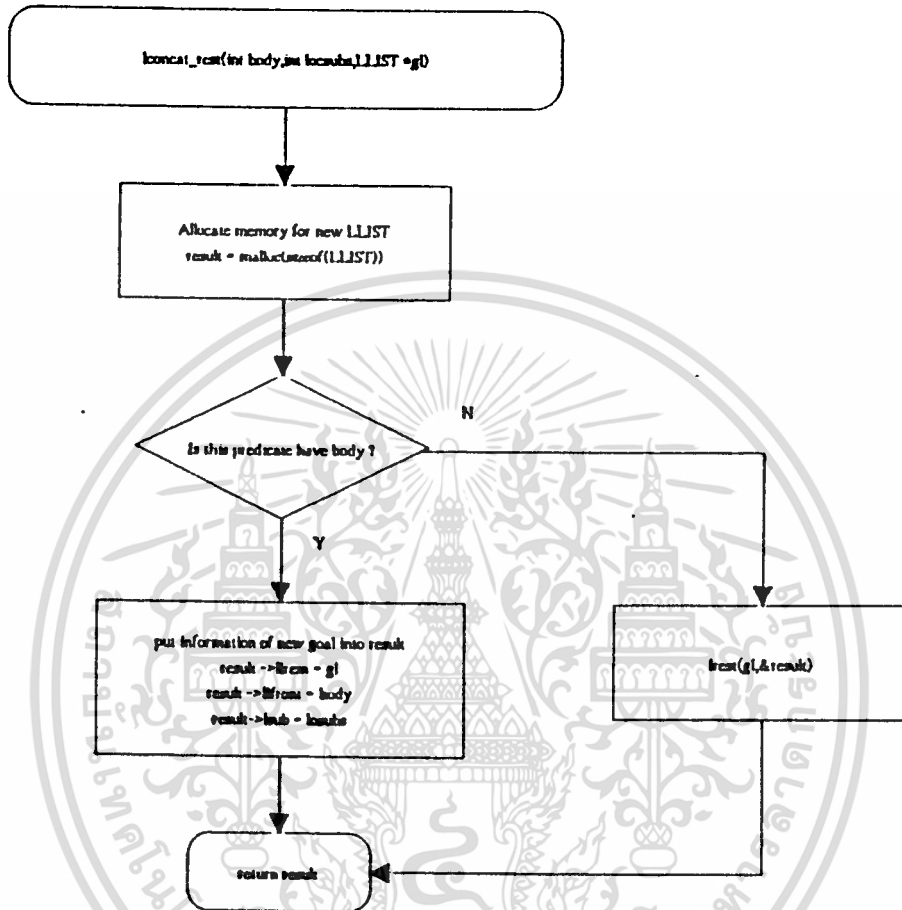 lconcat_rest(int body,int locsubs,LLIST *gl)
Allocate memory for new LLIST
result = malloc(sizeof(LLIST))
Is this predicate have body ?
N
Y
put information of new goal into result
result ->llrem = gl
result ->llfrom = body
result->lsub = locsubs
lrest(gl,&result)
return result